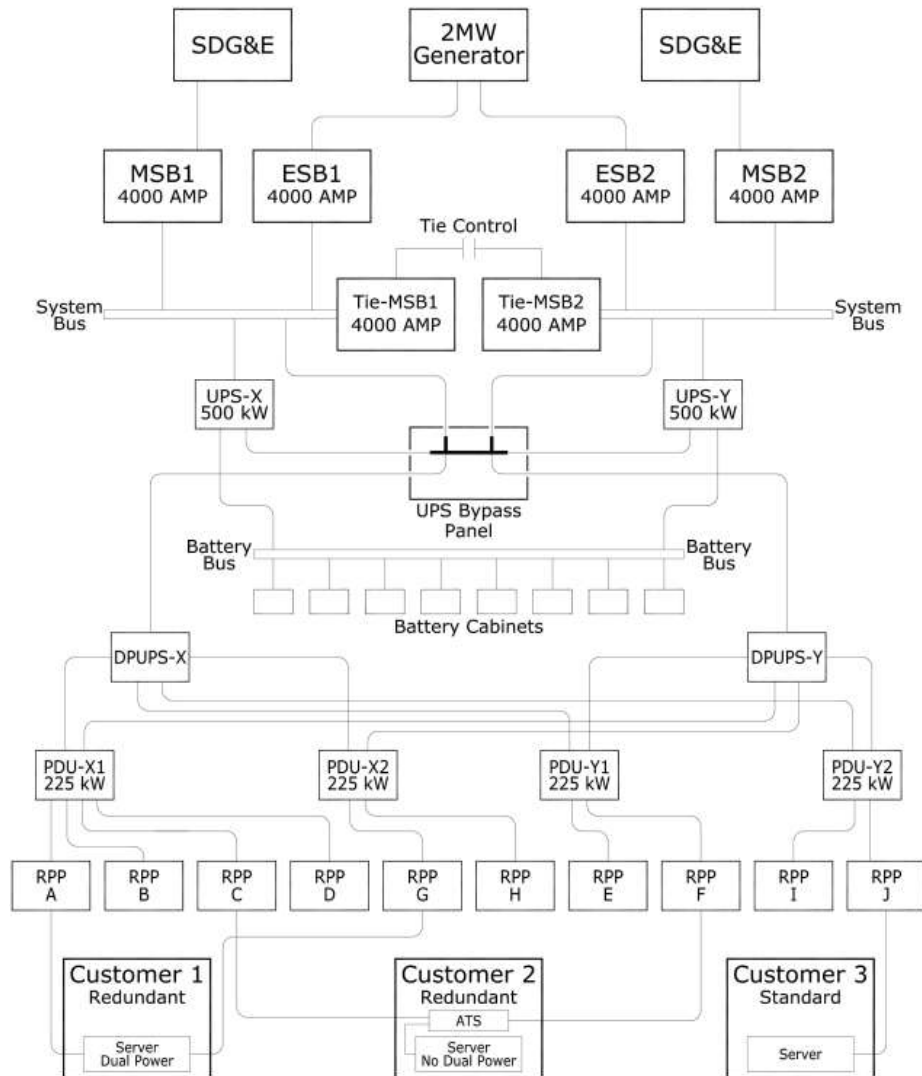 SDG&E
2MW
Generator
SDG&E
MSB1
4000 AMP
ESB1
4000 AMP
ESB2
4000 AMP
MSB2
4000 AMP
Tie Control
System
Bus
Tie-MSB1
4000 AMP
Tie-MSB2
4000 AMP
System
Bus
UPS-X
500 kW
UPS-Y
500 kW
UPS Bypass
Panel
Battery
Bus
Battery
Bus
Battery Cabinets
DPUPS-X
DPUPS-Y
PDU-X1
225 kW
PDU-X2
225 kW
PDU-Y1
225 kW
PDU-Y2
225 kW
RPP
A
RPP
B
RPP
C
RPP
D
RPP
G
RPP
H
RPP
E
RPP
F
RPP
I
RPP
J
Customer 1
Redundant
Server
Dual Power
Customer 2
Redundant
ATS
Server
No Dual Power
Customer 3
Standard
Server